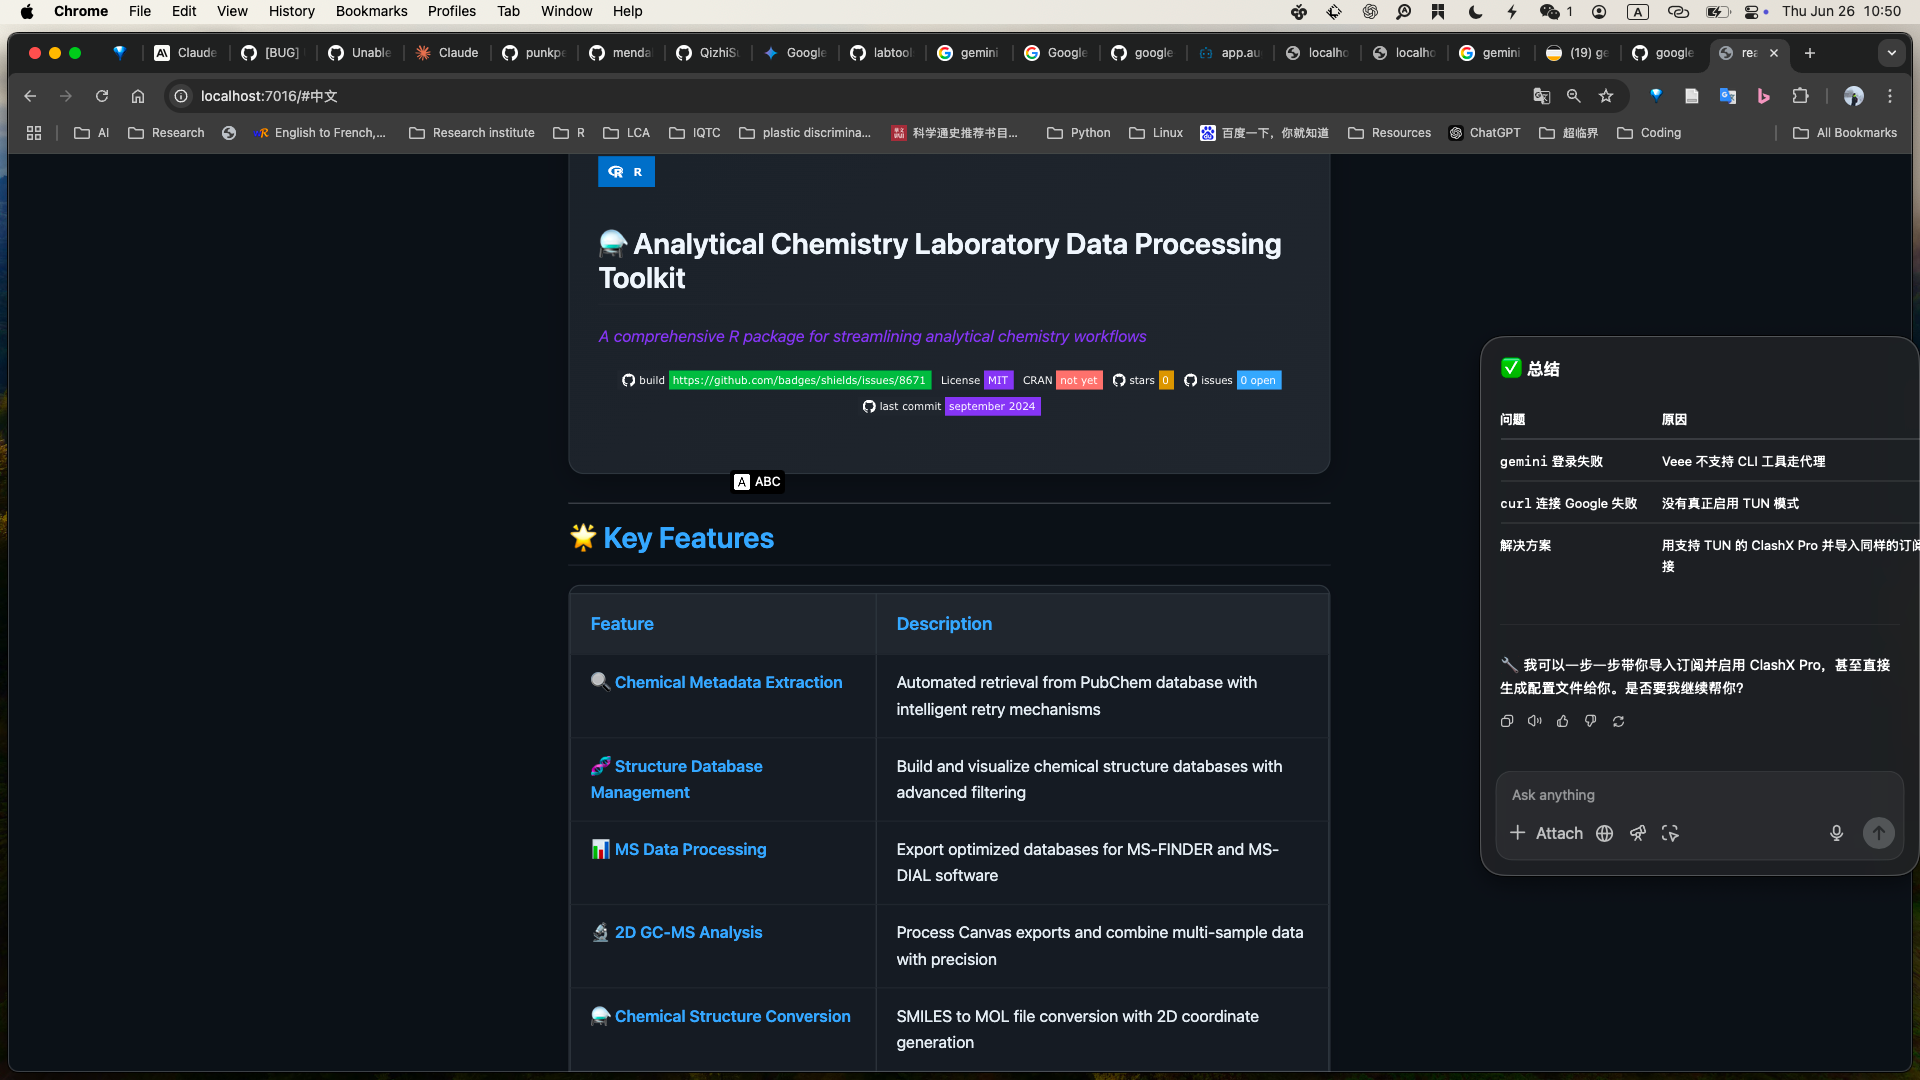 Chrome File Edit View History Bookmarks Profiles Tab Window Help
1 A Thu Jun 26 10:50
Claude [BUG] Unable Claude punkpe menda QizhiSu Google labtool gemini Google google app.au localho localho gemini (19) ge google rea
localhost:7016/#中文
AI Research English to French,... Research institute R LCA IQTC plastic discrimina... 科学通史推荐书目... Python Linux 百度一下，你就知道 Resources ChatGPT 超临界 Coding All Bookmarks
R
Analytical Chemistry Laboratory Data Processing
Toolkit
A comprehensive R package for streamlining analytical chemistry workflows
build https://github.com/badges/shields/issues/8671 License MIT CRAN not yet stars 0 issues 0 open
last commit september 2024
A ABC
Key Features
Feature Description
Chemical Metadata Extraction
Automated retrieval from PubChem database with
intelligent retry mechanisms
Structure Database
Management
Build and visualize chemical structure databases with
advanced filtering
MS Data Processing
Export optimized databases for MS-FINDER and MS-
DIAL software
2D GC-MS Analysis
Process Canvas exports and combine multi-sample data
with precision
Chemical Structure Conversion
SMILES to MOL file conversion with 2D coordinate
generation
总结
问题 原因
gemini 登录失败 Veee 不支持 CLI 工具走代理
curl 连接 Google 失败 没有真正启用 TUN 模式
解决方案 用支持 TUN 的 ClashX Pro 并导入同样的订阅
接
我可以一步一步带你导入订阅并启用 ClashX Pro，甚至直接
生成配置文件给你。是否要我继续帮你?
Ask anything
Attach